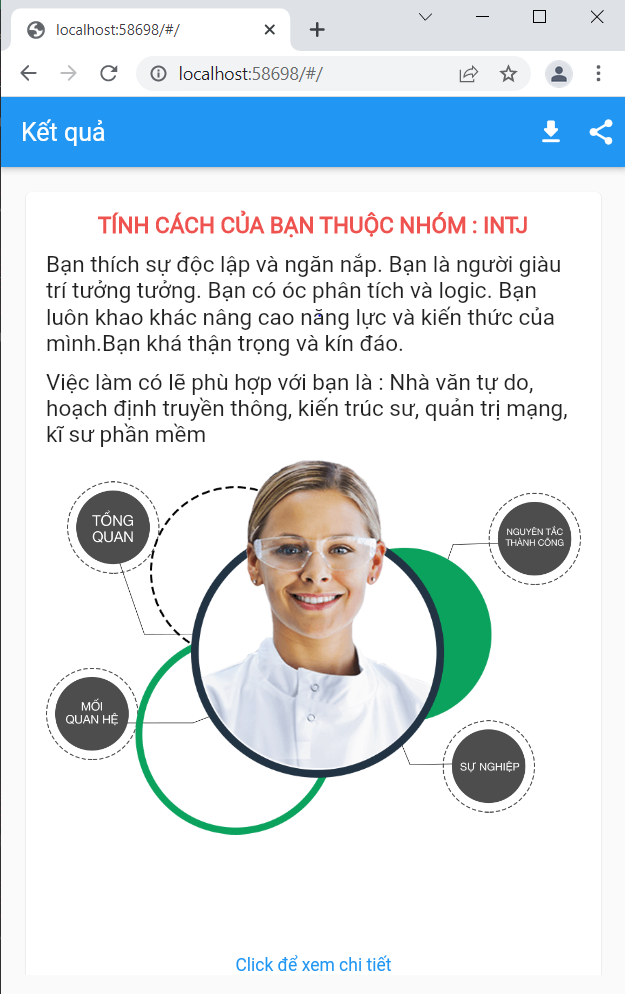 localhost:58698/#/
localhost:58698/#/
Kết quả
TÍNH CÁCH CỦA BẠN THUỘC NHÓM : INTJ
Bạn thích sự độc lập và ngăn nắp. Bạn là người giàu
trí tưởng tưởng. Bạn có óc phân tích và logic. Bạn
luôn khao khác nâng cao năng lực và kiến thức của
mình.Bạn khá thận trọng và kín đáo.
Việc làm có lẽ phù hợp với bạn là : Nhà văn tự do,
hoạch định truyền thông, kiến trúc sư, quản trị mạng,
kĩ sư phần mềm
TỔNG
QUAN
NGUYÊN TẮC
THÀNH CÔNG
MỐI
QUAN HỆ
SỰ NGHIỆP
Click để xem chi tiết